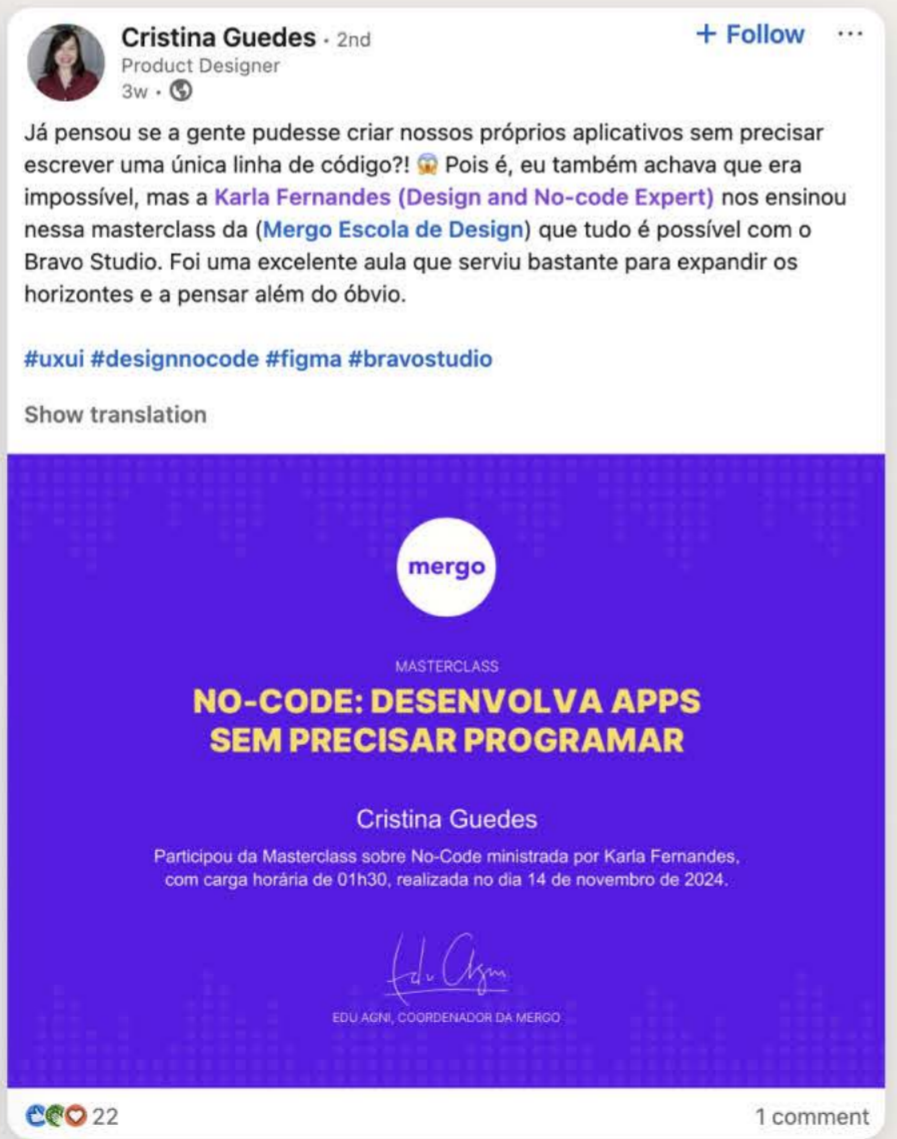 Cristina Guedes · 2nd
+ Follow ···
Product Designer
3w ·
Já pensou se a gente pudesse criar nossos próprios aplicativos sem precisar
escrever uma única linha de código?! 😱 Pois é, eu também achava que era
impossível, mas a Karla Fernandes (Design and No-code Expert) nos ensinou
nessa masterclass da (Mergo Escola de Design) que tudo é possível com o
Bravo Studio. Foi uma excelente aula que serviu bastante para expandir os
horizontes e a pensar além do óbvio.
#uxui #designnocode #figma #bravostudio
Show translation
mergo
MASTERCLASS
NO-CODE: DESENVOLVA APPS
SEM PRECISAR PROGRAMAR
Cristina Guedes
Participou da Masterclass sobre No-Code ministrada por Karla Fernandes,
com carga horária de 01h30, realizada no dia 14 de novembro de 2024.
Edu Agni
EDU AGNI, COORDENADOR DA MERGO
22
1 comment